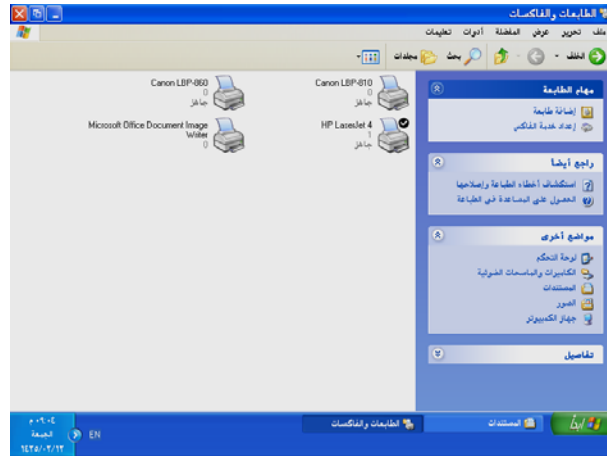 الطابعات والفاكسات
ملف تحرير عرض المفضلة أدوات تعليمات
الخلف بحث مجلدات
مهام الطابعة
إضافة طابعة
إعداد خدمة الفاكس
راجع أيضا
استكشاف أخطاء الطباعة وإصلاحها
الحصول على المساعدة في الطباعة
مواضع أخرى
لوحة التحكم
الكاميرات والماسحات الضوئية
المستندات
الصور
جهاز الكمبيوتر
تفاصيل
Canon LBP-810
0
جاهز
Canon LBP-860
0
جاهز
HP LaserJet 4
1
جاهز
Microsoft Office Document Image
Writer
0
ابدأ
المستندات
الطابعات والفاكسات
EN
الجمعة